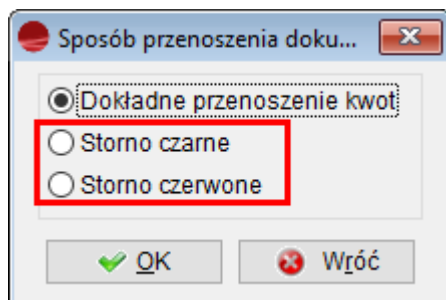 Sposób przenoszenia doku...
Dokładne przenoszenie kwot
Storno czarne
Storno czerwone
OK
Wróć